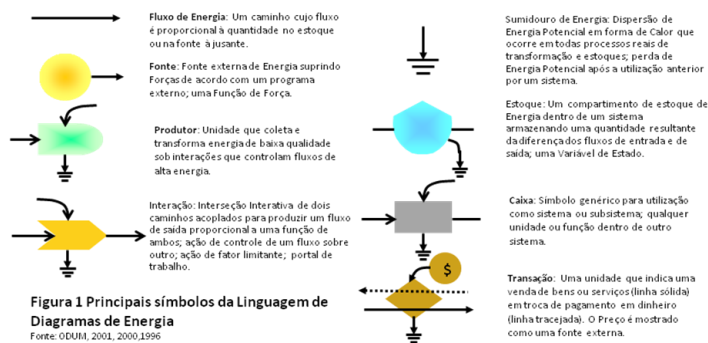 Fluxo de Energia: Um caminho cujo fluxo
é proporcional à quantidade no estoque
ou na fonte à jusante.
Fonte: Fonte externa de Energia suprindo
Forças de acordo com um programa
externo; uma Função de Força.
Produtor: Unidade que coleta e
transforma energia de baixa qualidade
sob interações que controlam fluxos de
alta energia.
Interação: Interseção Interativa de dois
caminhos acoplados para produzir um fluxo
de saída proporcional a uma função de
ambos; ação de controle de um fluxo sobre
outro; ação de fator limitante; portal de
trabalho.
Figura 1 Principais símbolos da Linguagem de
Diagramas de Energia
Fonte: ODUM, 2001, 2000,1996
Sumidouro de Energia: Dispersão de
Energia Potencial em forma de Calor que
ocorre em todas processos reais de
transformação e estoques; perda de
Energia Potencial após a utilização anterior
por um sistema.
Estoque: Um compartimento de estoque de
Energia dentro de um sistema
armazenando uma quantidade resultante
da diferença dos fluxos de entrada e de
saída; uma Variável de Estado.
Caixa: Símbolo genérico para utilização
como sistema ou subsistema; qualquer
unidade ou função dentro de outro
sistema.
$
Transação: Uma unidade que indica uma
venda de bens ou serviços (linha sólida)
em troca de pagamento em dinheiro
(linha tracejada). O Preço é mostrado
como uma fonte externa.